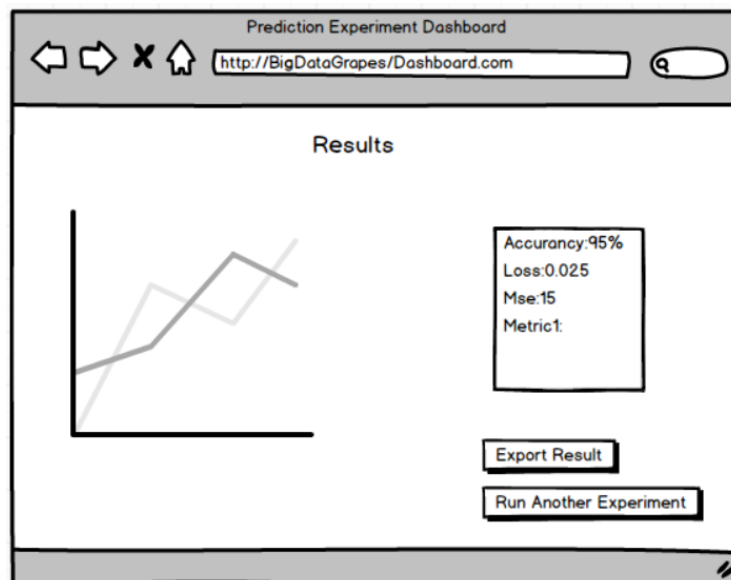 Prediction Experiment Dashboard
http://BigDataGrapes/Dashboard.com
Results
Accurancy:95%
Loss:0.025
Mse:15
Metric1:
Export Result
Run Another Experiment